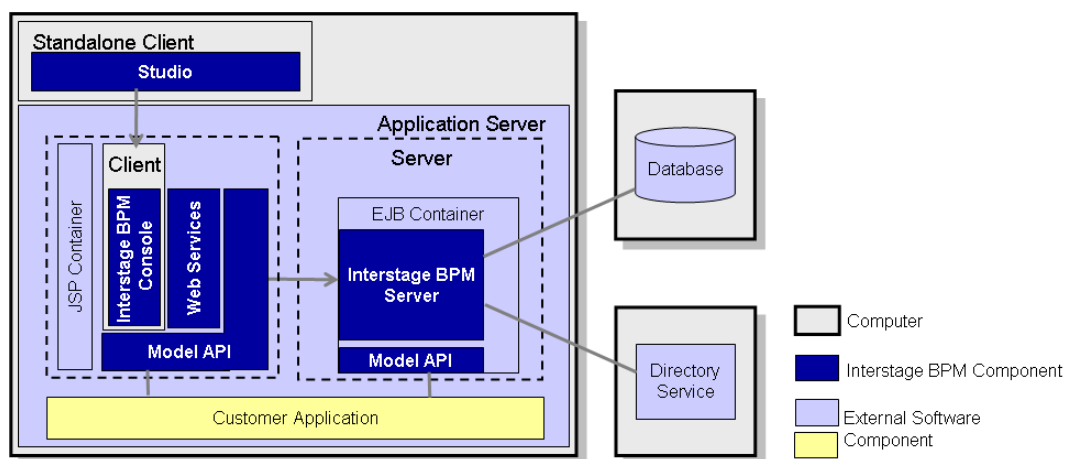 Standalone Client
Studio
Application Server
Server
Client
JSP Container
Interstage BPM
Console
Web Services
Model API
EJB Container
Interstage BPM
Server
Model API
Customer Application
Database
Directory
Service
Computer
Interstage BPM Component
External Software
Component